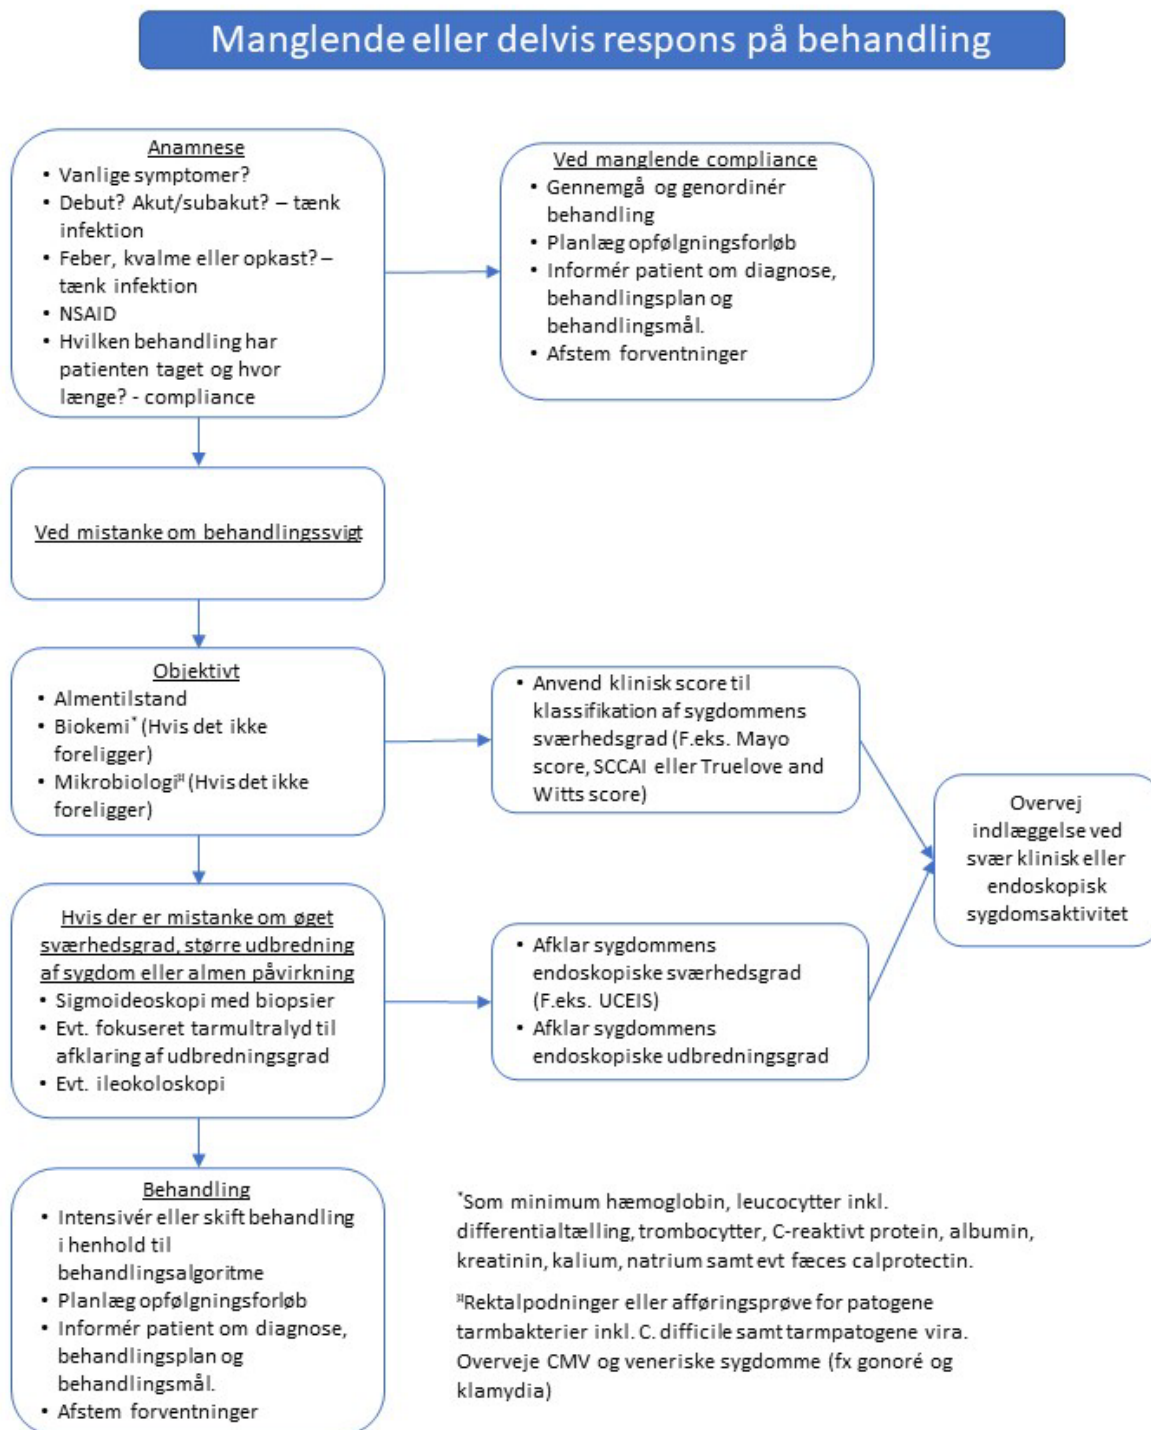 Manglende eller delvis respons på behandling
Anamnese
• Vanlige symptomer?
• Debut? Akut/subakut? – tænk
infektion
• Feber, kvalme eller opkast? –
tænk infektion
• NSAID
• Hvilken behandling har
patienten taget og hvor
længe? - compliance
Ved manglende compliance
• Gennemgå og genordinér
behandling
• Planlæg opfølgningsforløb
• Informér patient om diagnose,
behandlingsplan og
behandlingsmål.
• Afstem forventninger
Ved mistanke om behandlingssvigt
Objektivt
• Almentilstand
• Biokemi* (Hvis det ikke
foreligger)
• Mikrobiologi¤ (Hvis det ikke
foreligger)
• Anvend klinisk score til
klassifikation af sygdommens
sværhedsgrad (F.eks. Mayo
score, SCCAI eller Truelove and
Witts score)
Overvej
indlæggelse ved
svær klinisk eller
endoskopisk
sygdomsaktivitet
Hvis der er mistanke om øget
sværhedsgrad, større udbredning
af sygdom eller almen påvirkning
• Sigmoideoskopi med biopsier
• Evt. fokuseret tarmultralyd til
afklaring af udbredningsgrad
• Evt. ileokoloskopi
• Afklar sygdommens
endoskopiske sværhedsgrad
(F.eks. UCEIS)
• Afklar sygdommens
endoskopiske udbredningsgrad
Behandling
• Intensivér eller skift behandling
i henhold til
behandlingsalgoritme
• Planlæg opfølgningsforløb
• Informér patient om diagnose,
behandlingsplan og
behandlingsmål.
• Afstem forventninger
*Som minimum hæmoglobin, leucocytter inkl.
differentialtælling, trombocytter, C-reaktivt protein, albumin,
kreatinin, kalium, natrium samt evt fæces calprotectin.
¤Rektalpodninger eller afføringsprøve for patogene
tarmbakterier inkl. C. difficile samt tarmpatogene vira.
Overveje CMV og veneriske sygdomme (fx gonoré og
klamydia)